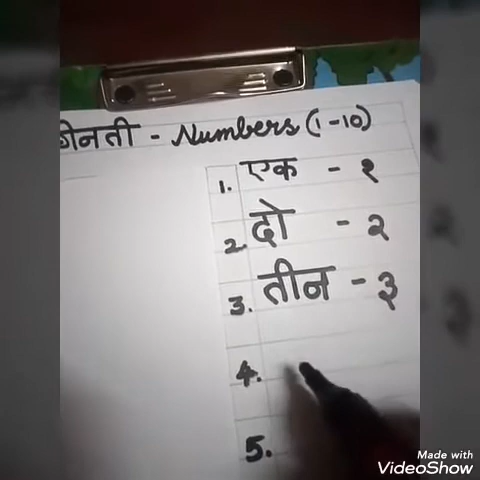 गीनती - Numbers (1-10)
1. एक - १
2. दो - २
3. तीन - ३
4.
5.
Made with
VideoShow